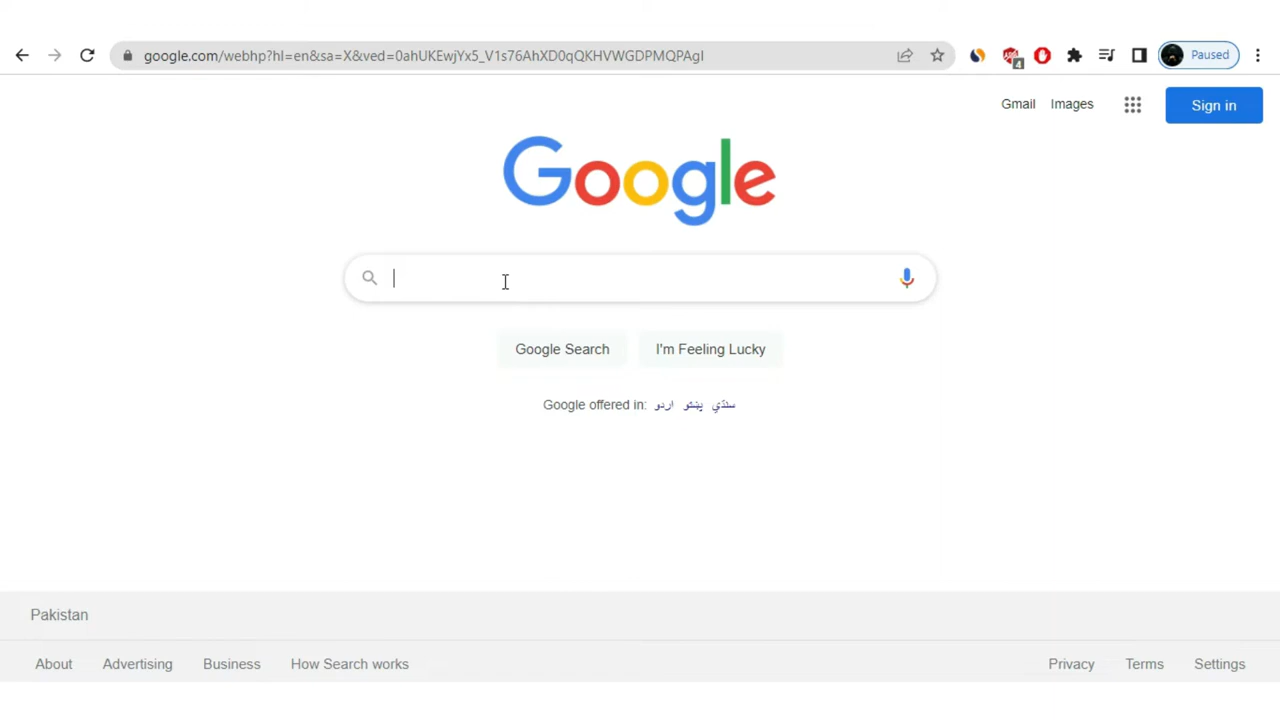 google.com/webhp?hl=en&sa=X&ved=0ahUKEwjYx5_V1s76AhXD0qQKHVWGDPMQPAgI
4
Paused
Gmail Images Sign in
Google
Google Search I'm Feeling Lucky
Google offered in: اردو پښتو سنڌي
Pakistan
About Advertising Business How Search works Privacy Terms Settings